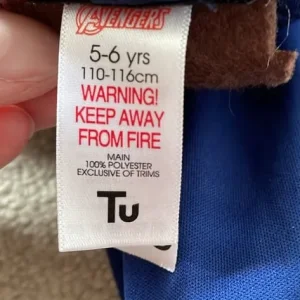 AVENGERS
5-6 yrs
110-116cm
WARNING!
KEEP AWAY
FROM FIRE
MAIN
100% POLYESTER
EXCLUSIVE OF TRIMS
Tu